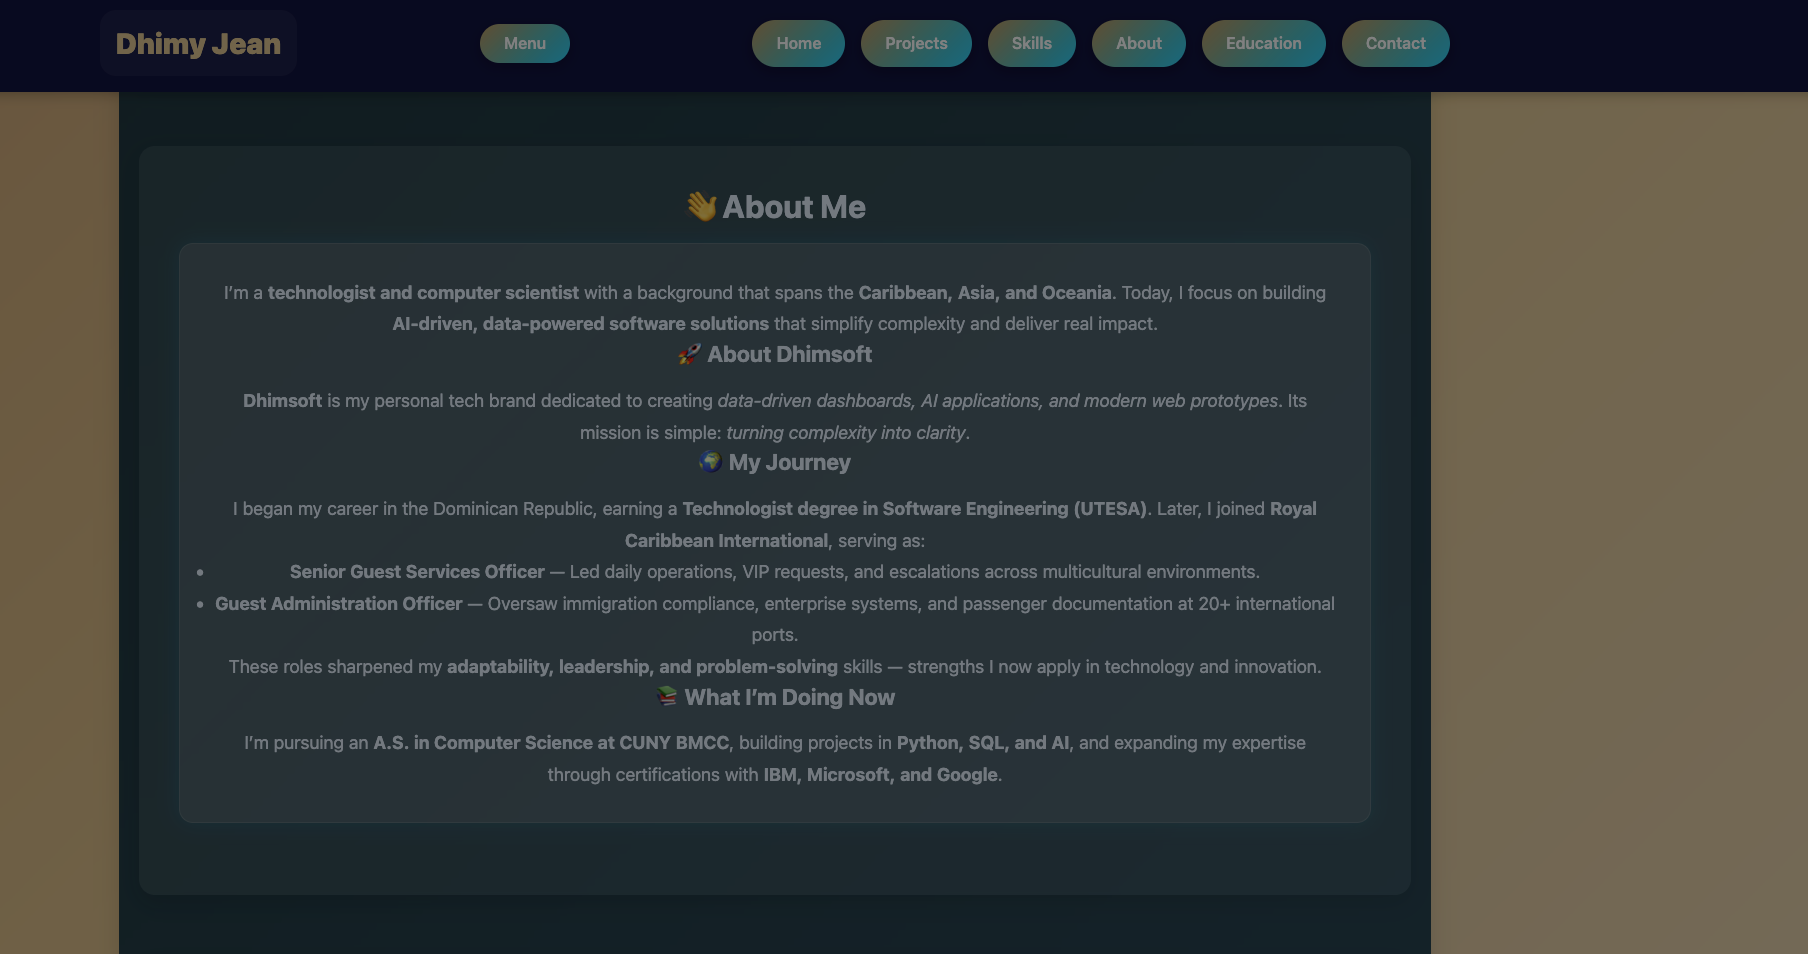 Dhimy Jean
Menu
Home
Projects
Skills
About
Education
Contact
👋 About Me
I’m a technologist and computer scientist with a background that spans the Caribbean, Asia, and Oceania. Today, I focus on building
AI-driven, data-powered software solutions that simplify complexity and deliver real impact.
🚀 About Dhimsoft
Dhimsoft is my personal tech brand dedicated to creating data-driven dashboards, AI applications, and modern web prototypes. Its
mission is simple: turning complexity into clarity.
🌍 My Journey
I began my career in the Dominican Republic, earning a Technologist degree in Software Engineering (UTESA). Later, I joined Royal
Caribbean International, serving as:
• Senior Guest Services Officer — Led daily operations, VIP requests, and escalations across multicultural environments.
• Guest Administration Officer — Oversaw immigration compliance, enterprise systems, and passenger documentation at 20+ international
ports.
These roles sharpened my adaptability, leadership, and problem-solving skills — strengths I now apply in technology and innovation.
📚 What I’m Doing Now
I’m pursuing an A.S. in Computer Science at CUNY BMCC, building projects in Python, SQL, and AI, and expanding my expertise
through certifications with IBM, Microsoft, and Google.